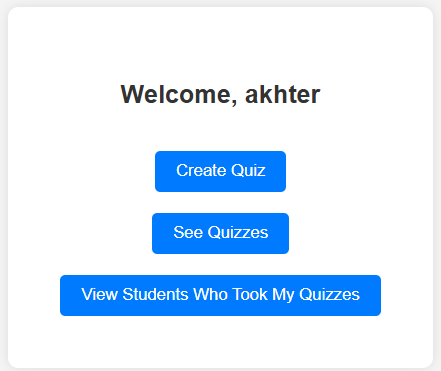 Welcome, akhter
Create Quiz
See Quizzes
View Students Who Took My Quizzes